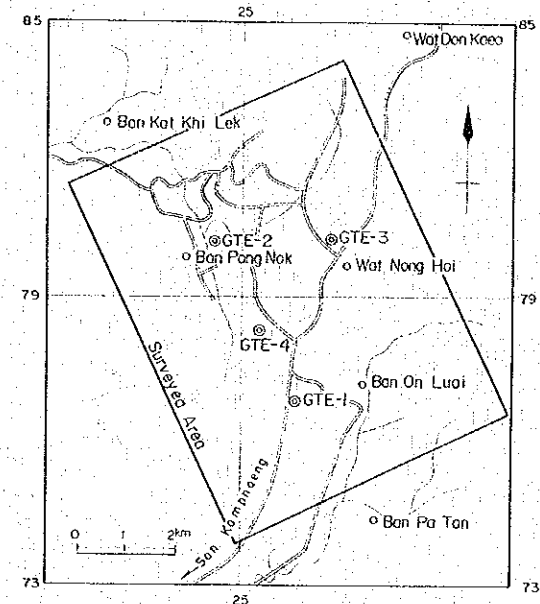 25
85
85
Wat Don Kaeo
Ban Kat Khi Lek
GTE-2
GTE-3
Ban Pong Nok
Wat Nong Hoi
79
79
GTE-4
Surveyed Area
Ban On Luai
GTE-1
San Kamphaeng
Ban Pa Tan
0 1 2km
73
73
25